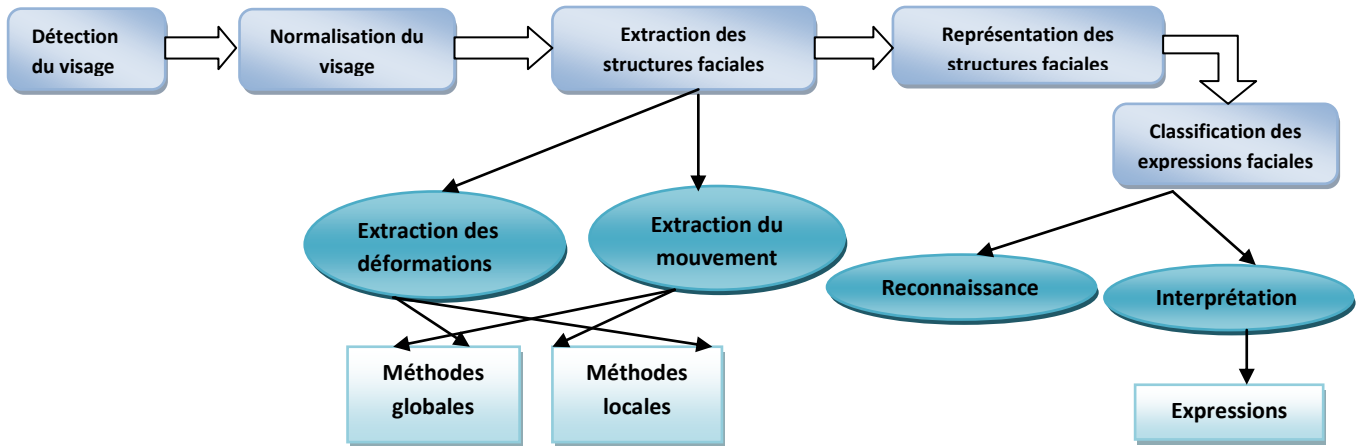 Détection
du visage
Normalisation du
visage
Extraction des
structures faciales
Représentation des
structures faciales
Classification des
expressions faciales
Extraction des
déformations
Extraction du
mouvement
Reconnaissance
Interprétation
Méthodes
globales
Méthodes
locales
Expressions